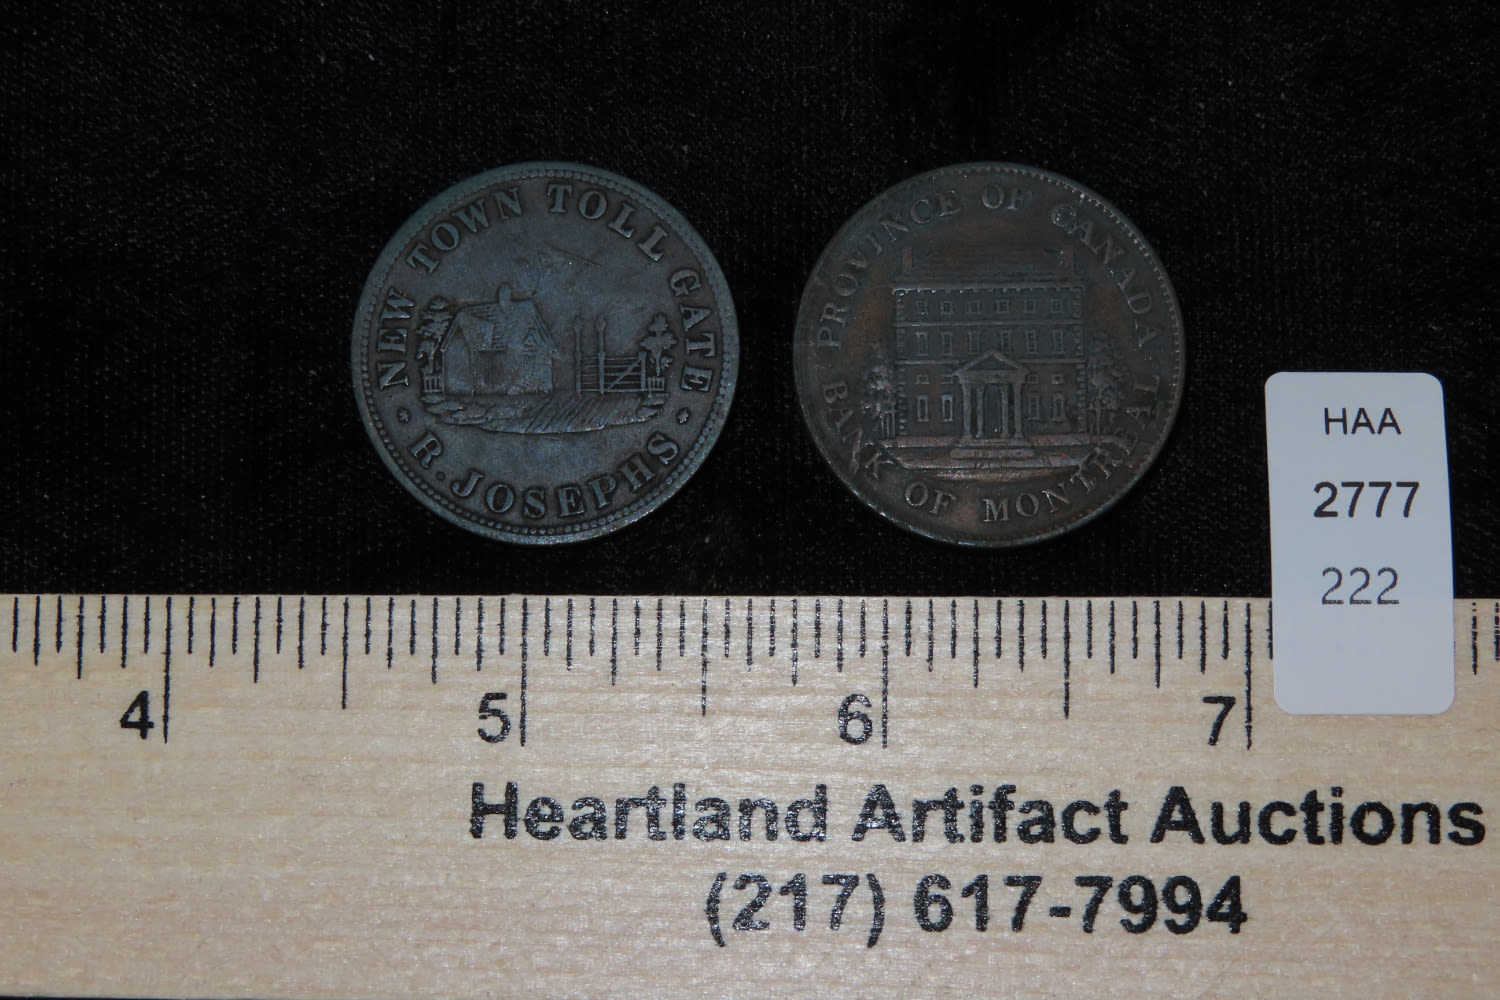 NEW TOWN TOLL GATE
R. JOSEPHS
PROVINCE OF CANADA
BANK OF MONTREAL
HAA
2777
222
4 5 6 7
Heartland Artifact Auctions
(217) 617-7994